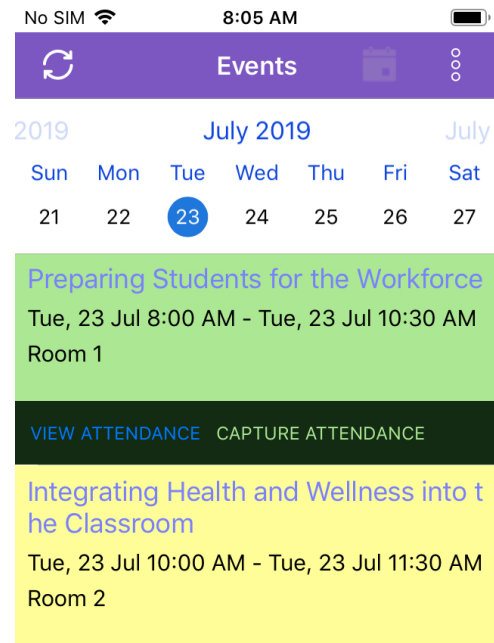 No SIM 8:05 AM
Events
2019 July 2019 July
Sun Mon Tue Wed Thu Fri Sat
21 22 23 24 25 26 27
Preparing Students for the Workforce
Tue, 23 Jul 8:00 AM - Tue, 23 Jul 10:30 AM
Room 1
VIEW ATTENDANCE CAPTURE ATTENDANCE
Integrating Health and Wellness into t
he Classroom
Tue, 23 Jul 10:00 AM - Tue, 23 Jul 11:30 AM
Room 2